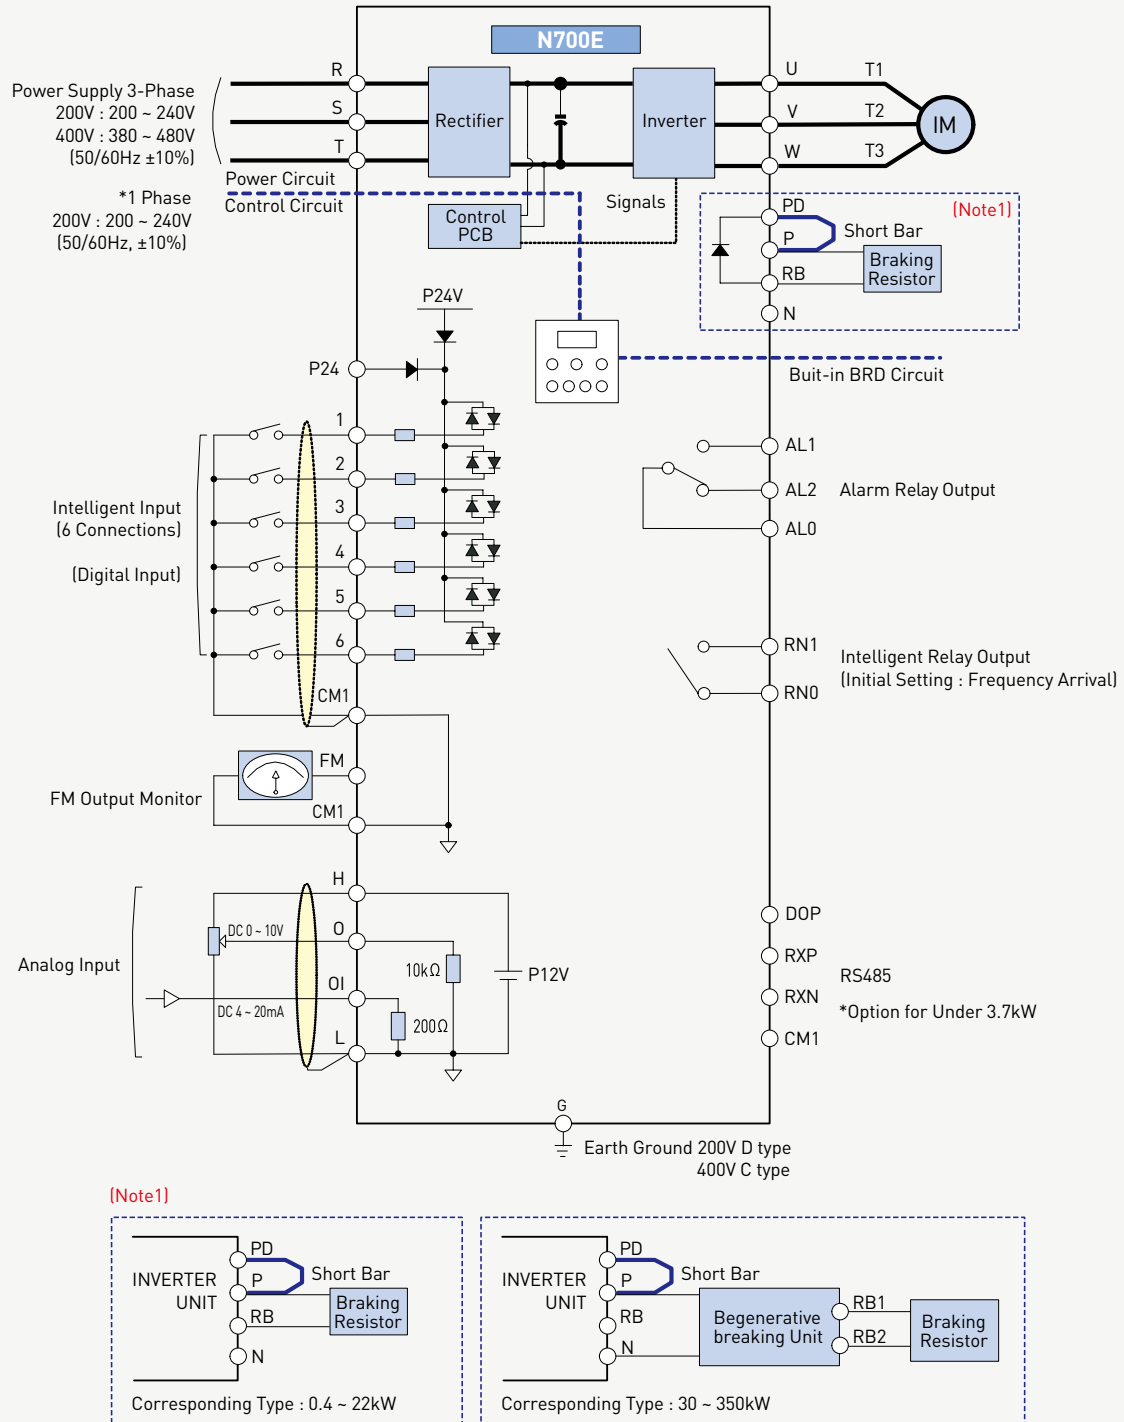 N700E
Power Supply 3-Phase
200V : 200 ~ 240V
400V : 380 ~ 480V
(50/60Hz ±10%)
*1 Phase
200V : 200 ~ 240V
(50/60Hz, ±10%)
R
S
T
Rectifier
Inverter
U
V
W
T1
T2
T3
IM
Power Circuit
Control Circuit
Control
PCB
Signals
PD
P
RB
N
(Note1)
Short Bar
Braking
Resistor
Buit-in BRD Circuit
P24V
P24
1
2
3
4
5
6
CM1
Intelligent Input
(6 Connections)
(Digital Input)
AL1
AL2
AL0
Alarm Relay Output
RN1
RN0
Intelligent Relay Output
(Initial Setting : Frequency Arrival)
FM
CM1
FM Output Monitor
H
O
OI
L
DC 0 ~ 10V
DC 4 ~ 20mA
Analog Input
10kΩ
200Ω
P12V
DOP
RXP
RXN
CM1
RS485
*Option for Under 3.7kW
G
Earth Ground 200V D type
400V C type
(Note1)
INVERTER
UNIT
PD
P
RB
N
Short Bar
Braking
Resistor
Corresponding Type : 0.4 ~ 22kW
INVERTER
UNIT
PD
P
RB
N
Short Bar
Begenerative
breaking Unit
RB1
RB2
Braking
Resistor
Corresponding Type : 30 ~ 350kW